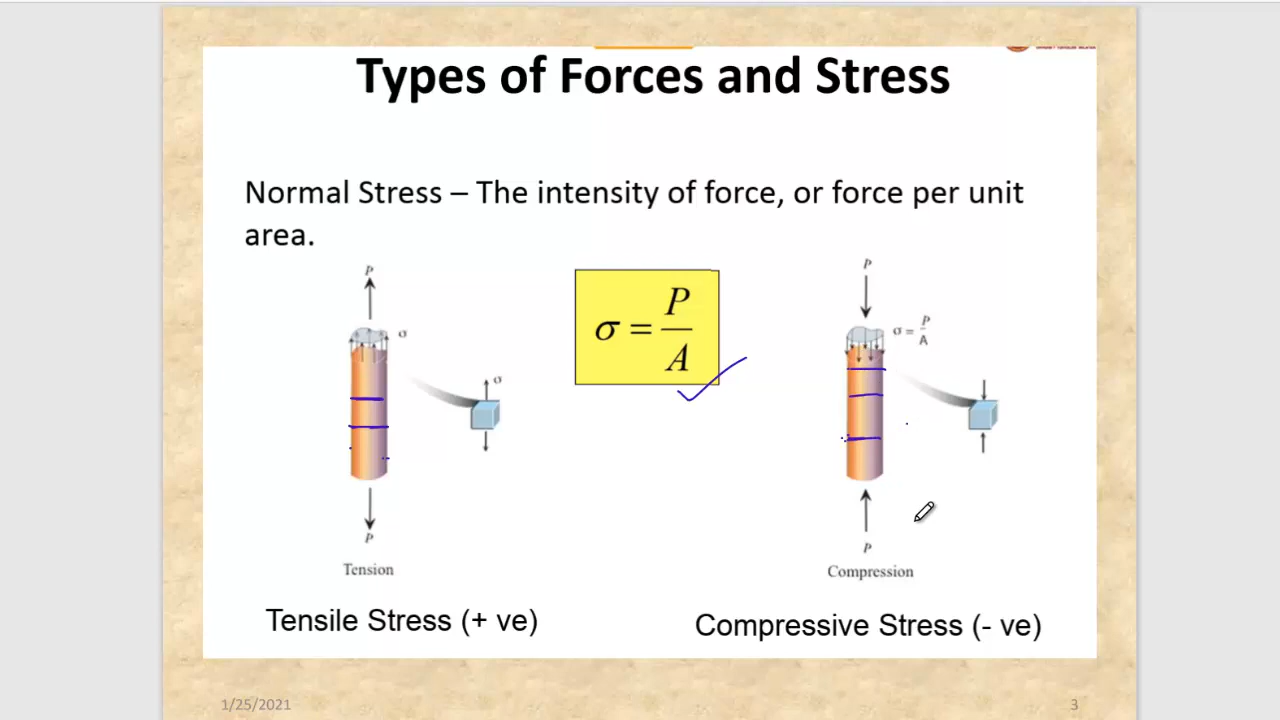 Types of Forces and Stress
Normal Stress – The intensity of force, or force per unit
area.
P
σ
σ
P
Tension
Tensile Stress (+ ve)
σ = P
A
P
σ = P
A
P
Compression
Compressive Stress (- ve)
1/25/2021
3